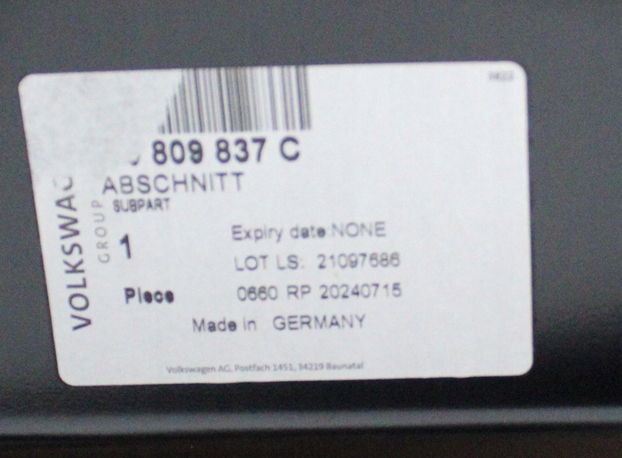 809 837 C
ABSCHNITT
SUBPART
1
Piece
Expiry date:NONE
LOT LS: 21097686
0660 RP 20240715
Made in GERMANY
Volkswagen AG, Postfach 1451, 34219 Baunatal
VOLKSWAG
GROUP